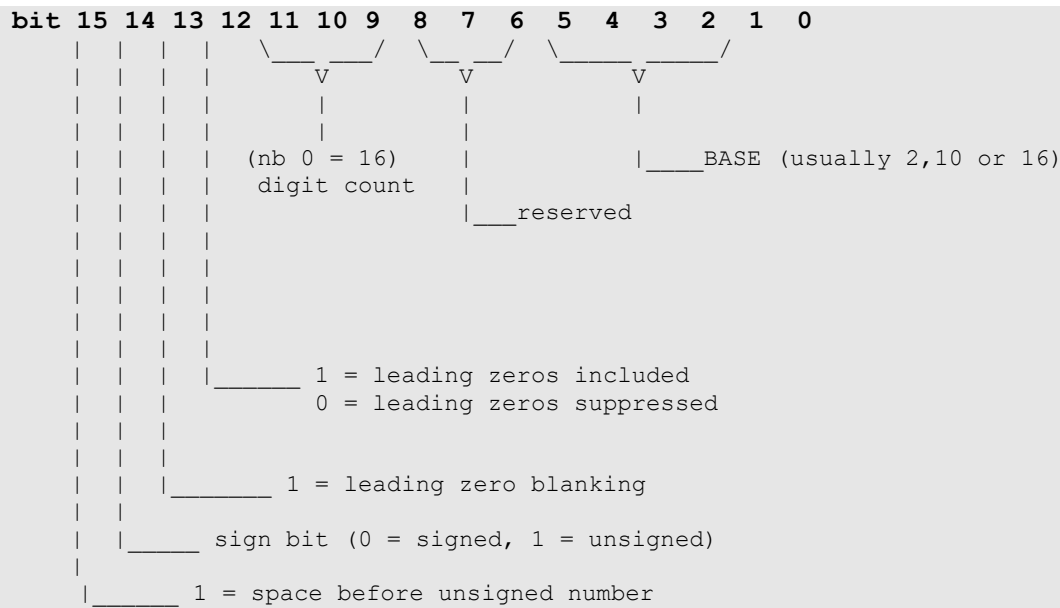 bit 15 14 13 12 11 10 9 8 7 6 5 4 3 2 1 0
(nb 0 = 16)
BASE (usually 2,10 or 16)
digit count
reserved
1 = leading zeros included
0 = leading zeros suppressed
1 = leading zero blanking
sign bit (0 = signed, 1 = unsigned)
1 = space before unsigned number